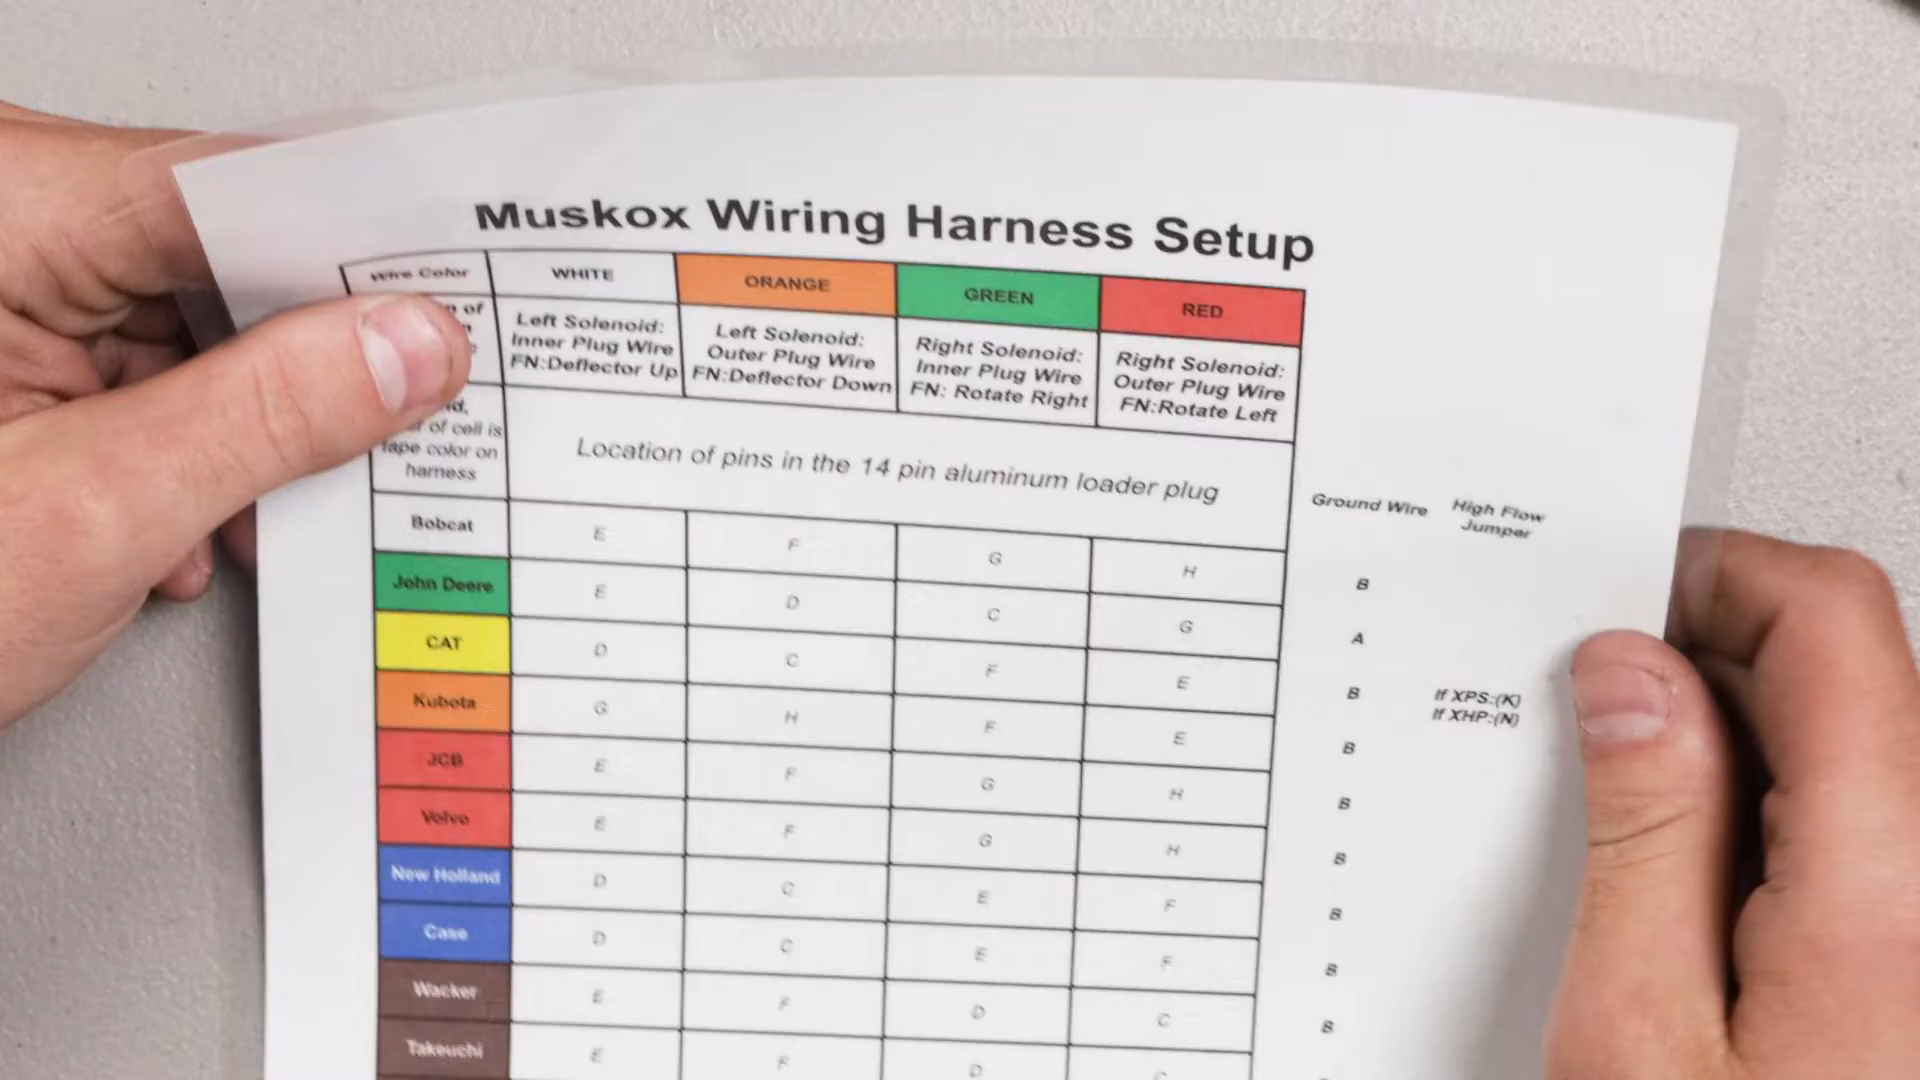 Muskox Wiring Harness Setup
Wire Color WHITE ORANGE GREEN RED
of
Left Solenoid:
Inner Plug Wire
FN:Deflector Up
Left Solenoid:
Outer Plug Wire
FN:Deflector Down
Right Solenoid:
Inner Plug Wire
FN: Rotate Right
Right Solenoid:
Outer Plug Wire
FN:Rotate Left
of cell is
tape color on
harness
Location of pins in the 14 pin aluminum loader plug
Ground Wire
High Flow
Jumper
Bobcat E F G H B
John Deere E D C G A
CAT D C F E B
If XPS:(K)
If XHP:(N)
Kubota G H F E B
JCB E F G H B
Volvo E F G H B
New Holland D C E F B
Case D C E F B
Wacker E F D C B
Takeuchi E F D C